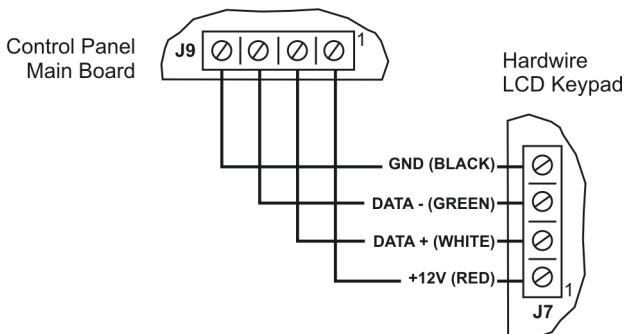 Control Panel
Main Board
J9
1
Hardwire
LCD Keypad
GND (BLACK)
DATA - (GREEN)
DATA + (WHITE)
+12V (RED)
1
J7